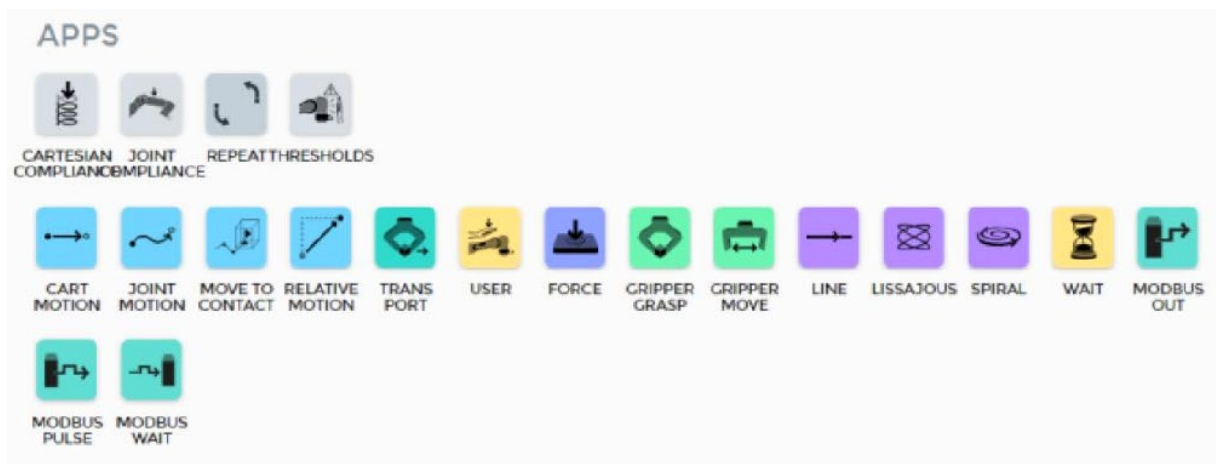 APPS
CARTESIAN COMPLIANCE
JOINT COMPLIANCE
REPEAT
THRESHOLDS
CART MOTION
JOINT MOTION
MOVE TO CONTACT
RELATIVE MOTION
TRANS PORT
USER
FORCE
GRIPPER GRASP
GRIPPER MOVE
LINE
LISSAJOUS
SPIRAL
WAIT
MODBUS OUT
MODBUS PULSE
MODBUS WAIT